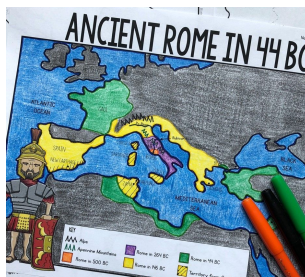 ANCIENT ROME IN 44 BC
ATLANTIC
OCEAN
SPAIN
BLACK
SEA
MEDITERRANEAN
KEY
Alps
Apennine Mountains
Rome in 500 BC
Rome in 264 BC
Rome in 146 BC
Rome in 44 BC
Territory